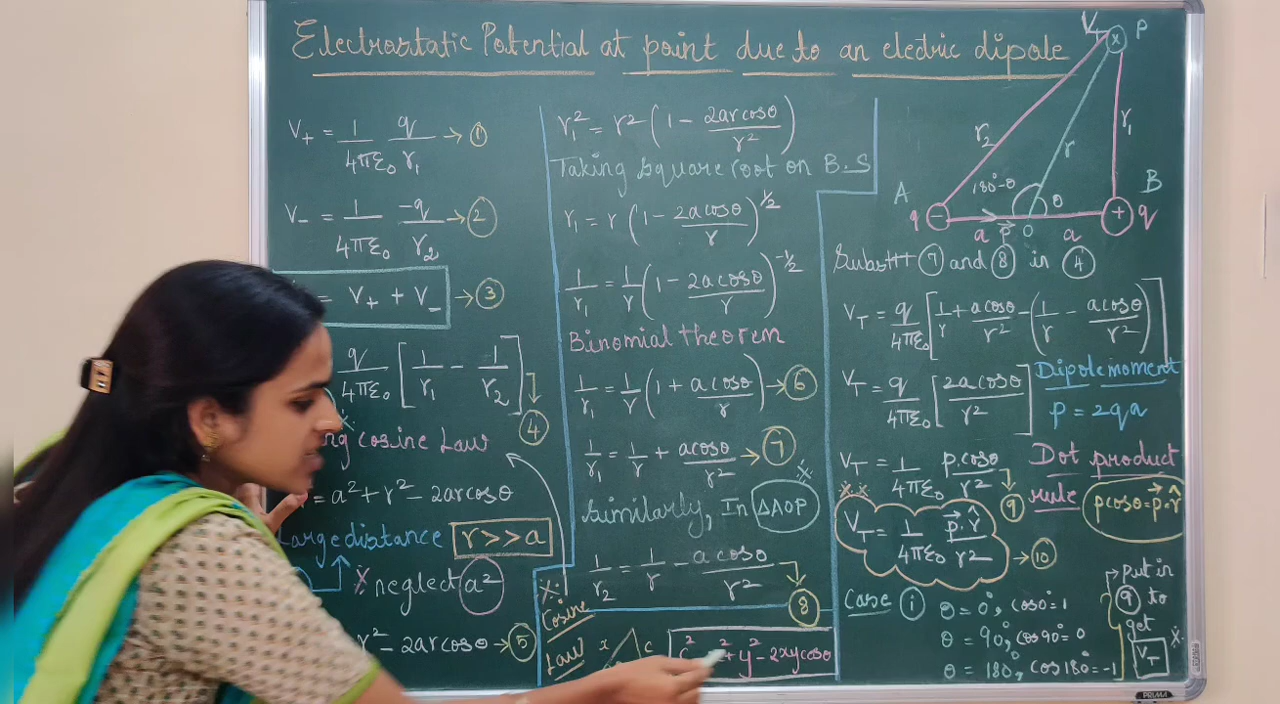 Electrostatic Potential at point due to an electric dipole
V₊ = 1/4πε₀ q/r₁ → ①
V₋ = 1/4πε₀ -q/r₂ → ②
= V₊ + V₋ → ③
q/4πε₀ [1/r₁ - 1/r₂] → ④
cosine Law
= a² + r² - 2ar cosθ
Large distance r >> a
neglect a²
r² - 2ar cosθ → ⑤
r₁² = r² (1 - 2ar cosθ/r²)
Taking square root on B.S
r₁ = r (1 - 2a cosθ/r)^1/2
1/r₁ = 1/r (1 - 2a cosθ/r)^-1/2
Binomial theorem
1/r₁ = 1/r (1 + a cosθ/r) → ⑥
1/r₁ = 1/r + a cosθ/r² → ⑦
Similarly, In ΔAOP
1/r₂ = 1/r - a cosθ/r² → ⑧
Cosine Law
x c
+ y² - 2xy cosθ
V P
r₂ r r₁
A 180°-θ θ B
q - + q
a p⃗ O a
Subst ⑦ and ⑧ in ④
V_T = q/4πε₀ [1/r + a cosθ/r² - (1/r - a cosθ/r²)]
V_T = q/4πε₀ [2a cosθ/r²]
Dipole moment
p = 2qa
V_T = 1/4πε₀ p.cosθ/r² → ⑨
Dot product rule
p cosθ = p⃗.r̂
V_T = 1/4πε₀ p⃗.r̂/r² → ⑩
Case ⓘ θ = 0°, cos0° = 1
θ = 90°, cos90° = 0
θ = 180°, cos180° = -1
put in
⑨ to
get
V_T
PRIMA